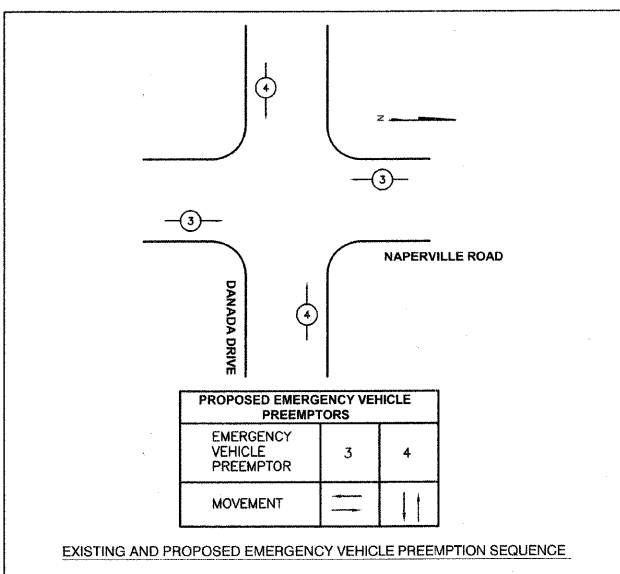 4
N
3
3
NAPERVILLE ROAD
DANADA DRIVE
4
PROPOSED EMERGENCY VEHICLE
PREEMPTORS
EMERGENCY
VEHICLE
PREEMPTOR
3
4
MOVEMENT
EXISTING AND PROPOSED EMERGENCY VEHICLE PREEMPTION SEQUENCE